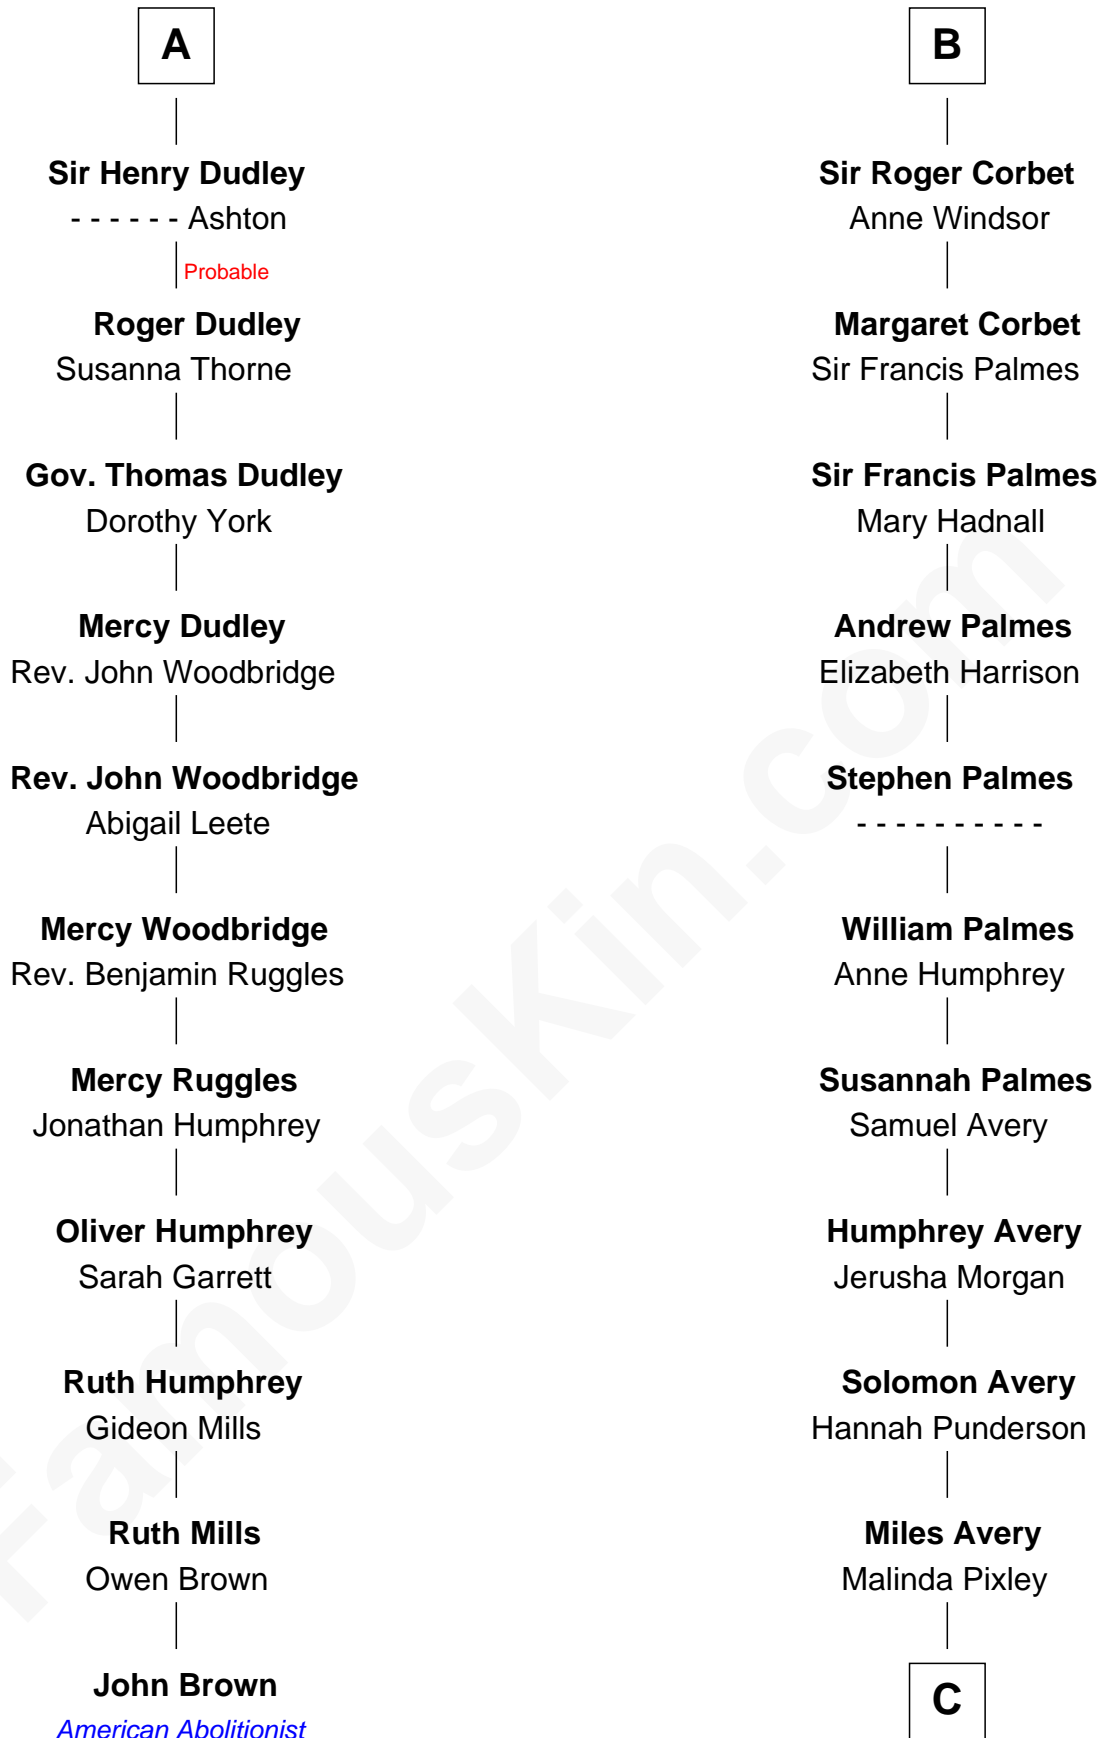 A
Sir Henry Dudley
- - - - - - Ashton
Probable
Roger Dudley
Susanna Thorne
Gov. Thomas Dudley
Dorothy York
Mercy Dudley
Rev. John Woodbridge
Rev. John Woodbridge
Abigail Leete
Mercy Woodbridge
Rev. Benjamin Ruggles
Mercy Ruggles
Jonathan Humphrey
Oliver Humphrey
Sarah Garrett
Ruth Humphrey
Gideon Mills
Ruth Mills
Owen Brown
John Brown
American Abolitionist
B
Sir Roger Corbet
Anne Windsor
Margaret Corbet
Sir Francis Palmes
Sir Francis Palmes
Mary Hadnall
Andrew Palmes
Elizabeth Harrison
Stephen Palmes
- - - - - - - - - -
William Palmes
Anne Humphrey
Susannah Palmes
Samuel Avery
Humphrey Avery
Jerusha Morgan
Solomon Avery
Hannah Punderson
Miles Avery
Malinda Pixley
C
FamousKin.com